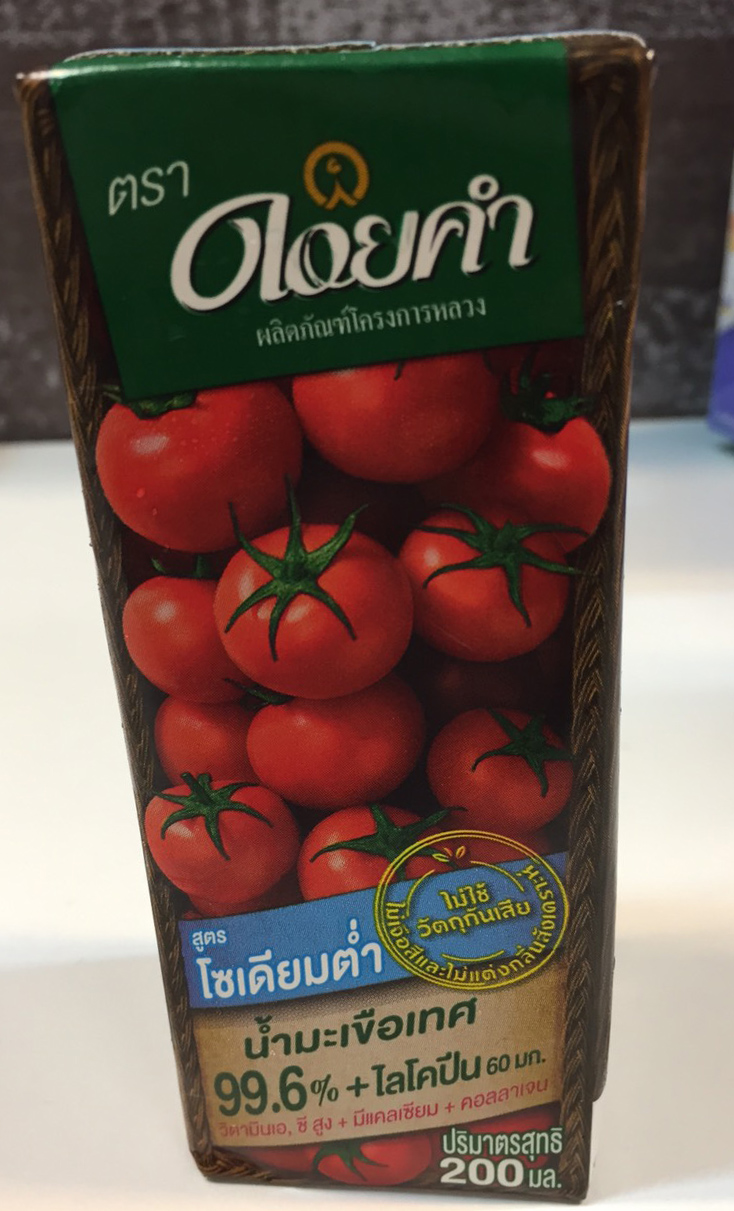 ตรา
ดอยคำ
ผลิตภัณฑ์โครงการหลวง
ไม่ใช้
วัตถุกันเสีย
ไม่เจือสีและไม่แต่งกลิ่นสังเคราะห์
สูตร
โซเดียมต่ำ
น้ำมะเขือเทศ
99.6% + ไลโคปีน 60 มก.
วิตามินเอ, ซี สูง + มีแคลเซียม + คอลลาเจน
ปริมาตรสุทธิ
200 มล.